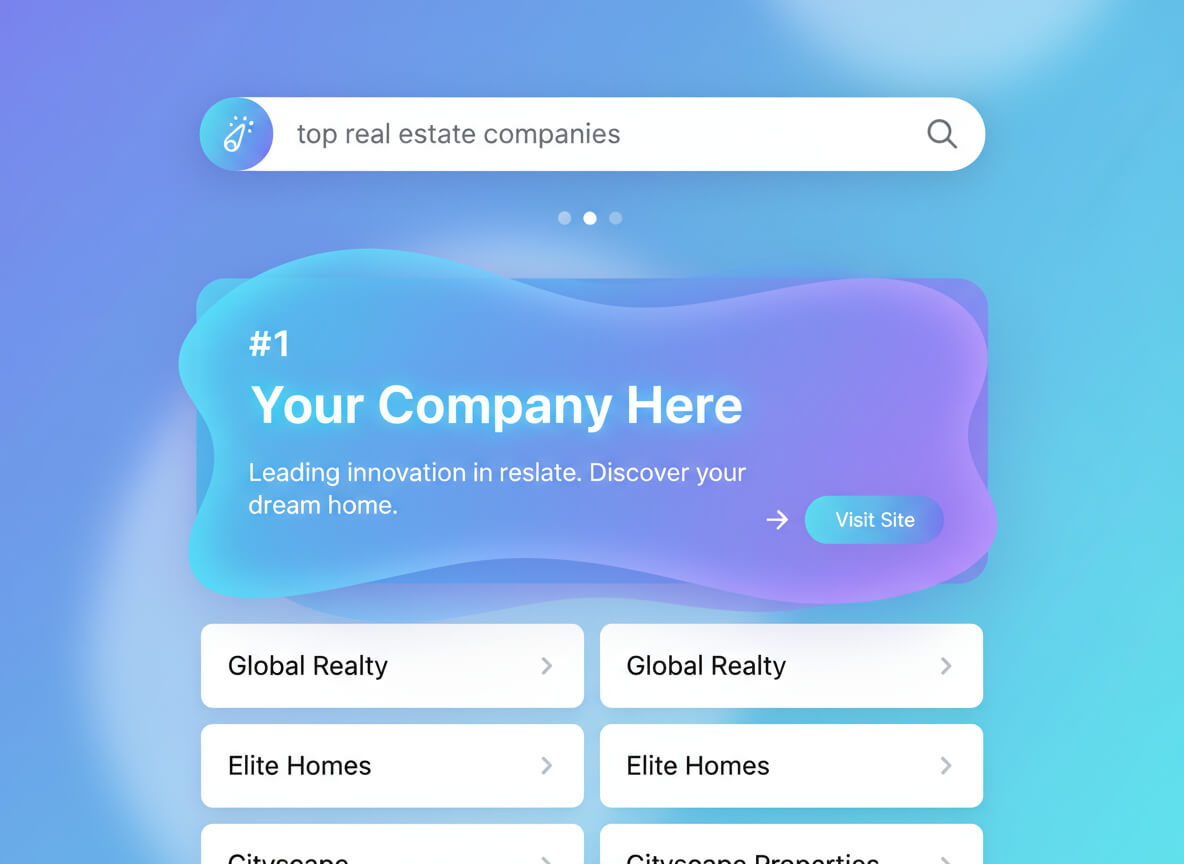 top real estate companies
#1
Your Company Here
Leading innovation in reslate. Discover your
dream home.
Visit Site
Global Realty
Global Realty
Elite Homes
Elite Homes
Cityscape
Cityscape Properties